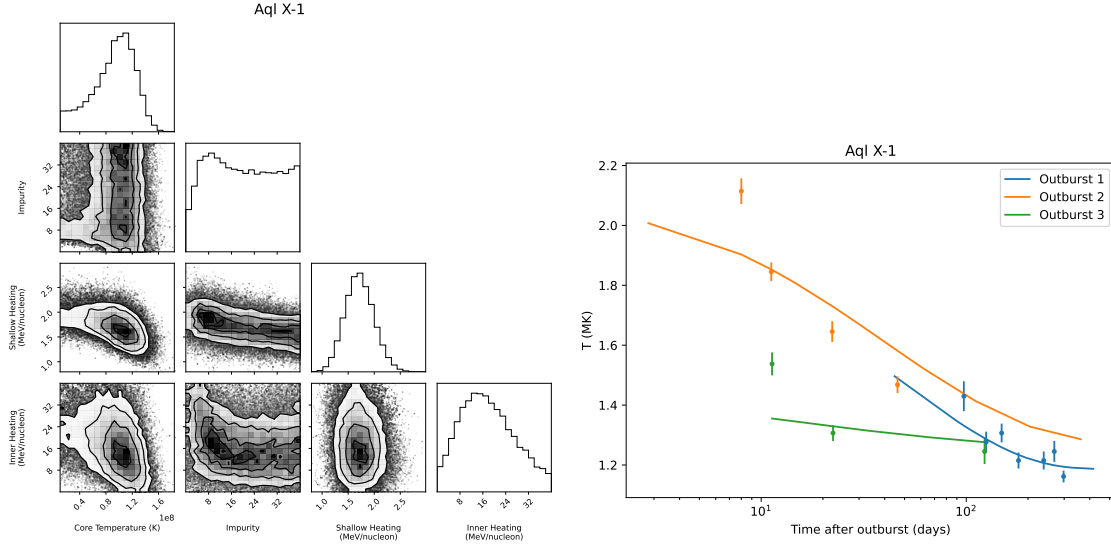 Aql X-1
Impurity
32
24
16
8
Shallow Heating
(MeV/nucleon)
2.5
2.0
1.5
1.0
Inner Heating
(MeV/nucleon)
32
24
16
8
0.4
0.8
1.2
1.6
1e8
Core Temperature (K)
8
16
24
32
Impurity
1.0
1.5
2.0
2.5
Shallow Heating
(MeV/nucleon)
8
16
24
32
Inner Heating
(MeV/nucleon)
Aql X-1
Outburst 1
Outburst 2
Outburst 3
T (MK)
2.2
2.0
1.8
1.6
1.4
1.2
10¹
10²
Time after outburst (days)